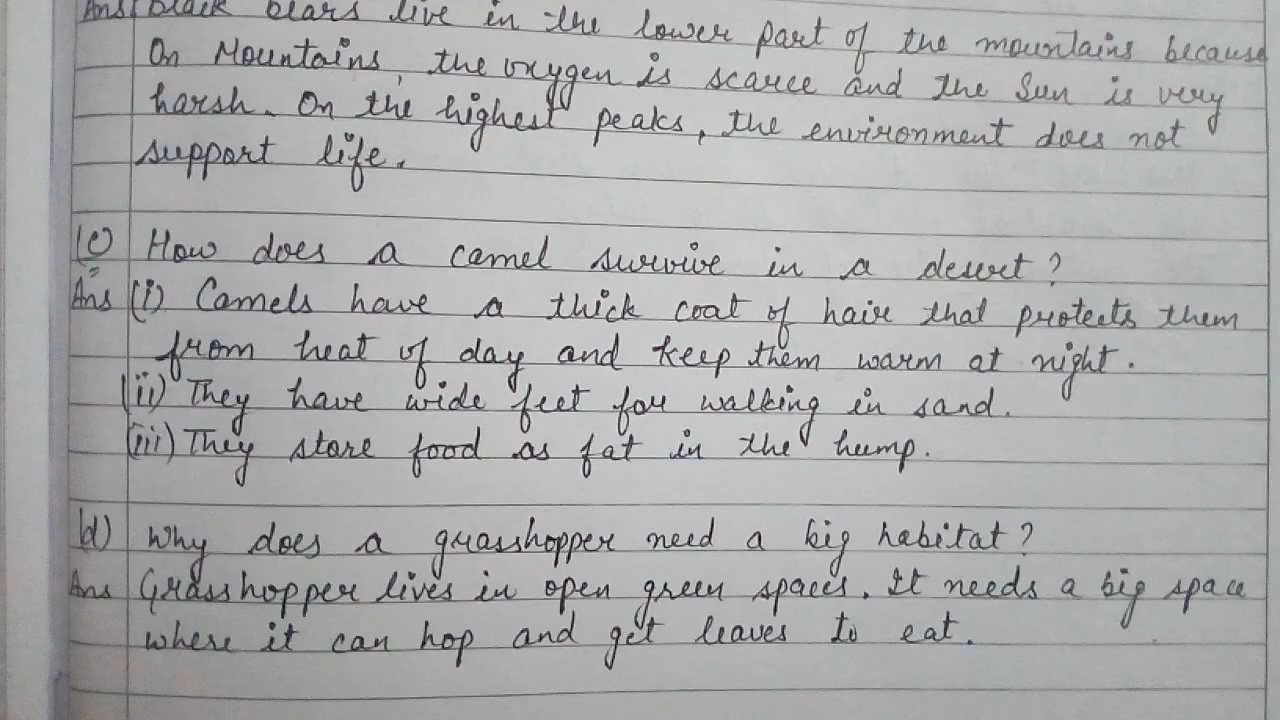 Ans black bears live in the lower part of the mountains because
On Mountains, the oxygen is scarce and the Sun is very
harsh. On the highest peaks, the environment does not
support life.
(c) How does a camel survive in a desert?
Ans (i) Camels have a thick coat of hair that protects them
from heat of day and keep them warm at night.
(ii) They have wide feet for walking in sand.
(iii) They store food as fat in the hump.
d) Why does a grasshopper need a big habitat?
Ans Grasshopper lives in open green spaces. It needs a big space
where it can hop and get leaves to eat.